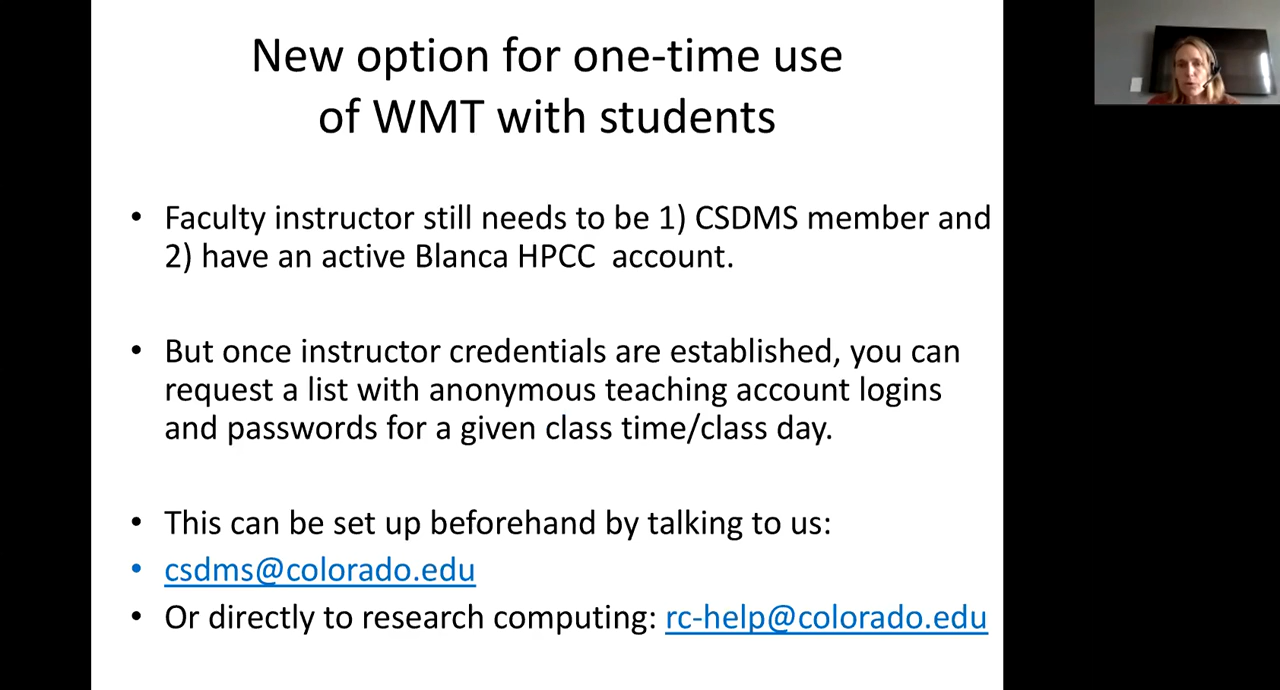 New option for one-time use
of WMT with students
• Faculty instructor still needs to be 1) CSDMS member and
2) have an active Blanca HPCC account.
• But once instructor credentials are established, you can
request a list with anonymous teaching account logins
and passwords for a given class time/class day.
• This can be set up beforehand by talking to us:
• csdms@colorado.edu
• Or directly to research computing: rc-help@colorado.edu